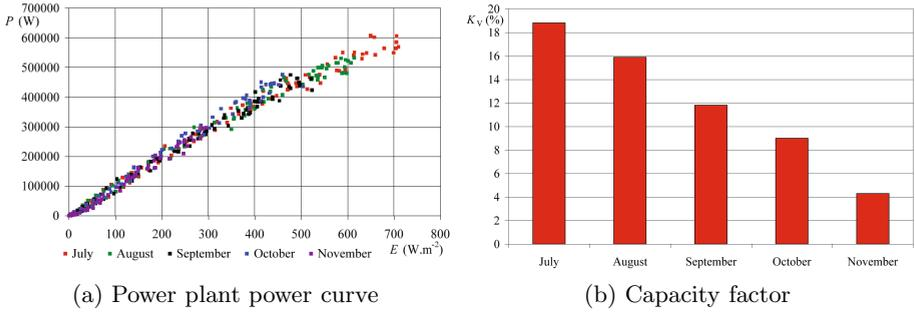 P (W)
700000
600000
500000
400000
300000
200000
100000
0
0 100 200 300 400 500 600 700 800
E (W.m-2)
July August September October November
(a) Power plant power curve
KV (%)
20
18
16
14
12
10
8
6
4
2
0
July August September October November
(b) Capacity factor